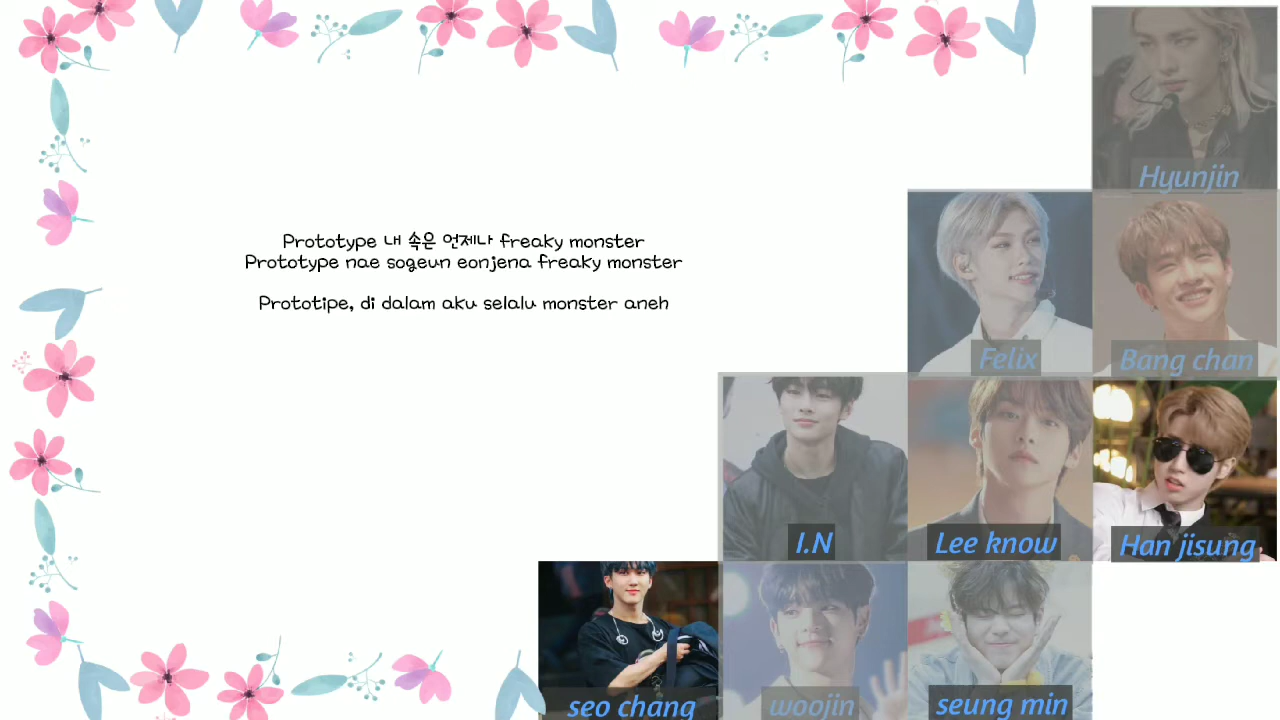 Prototype 내 속은 언제나 freaky monster
Prototype nae sogeun eonjena freaky monster
Prototipe, di dalam aku selalu monster aneh
Hyunjin
Felix
Bang chan
I.N
Lee know
Han jisung
seo chang
woojin
seung min